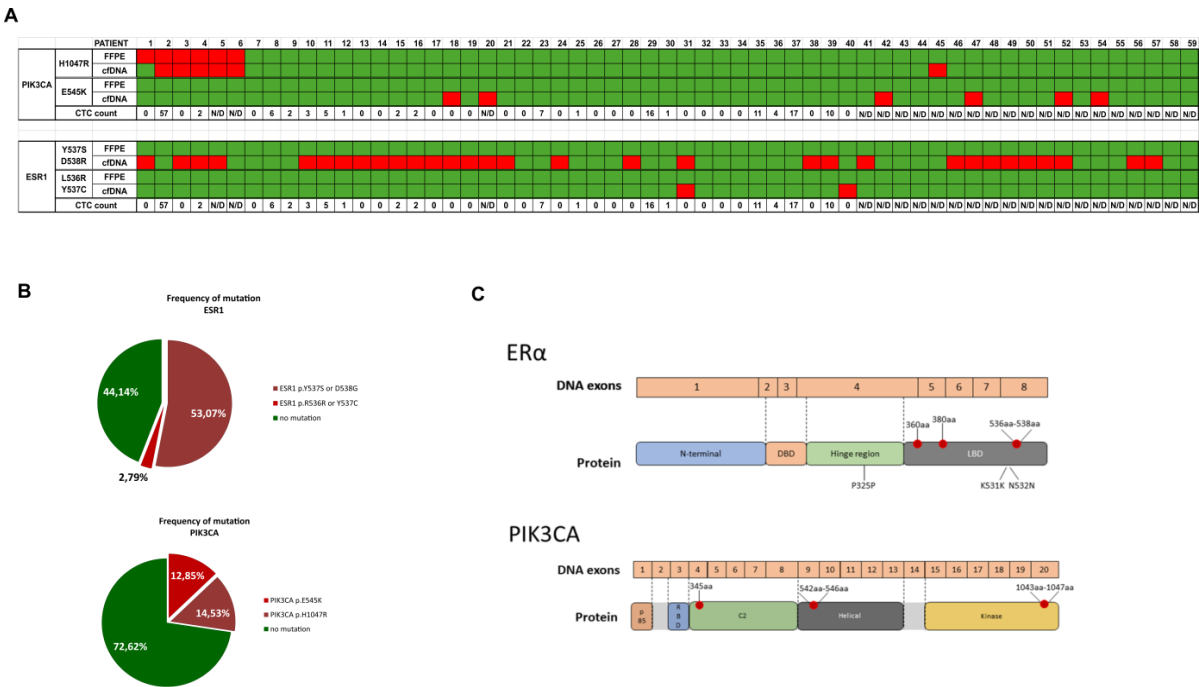 A
PATIENT 1 2 3 4 5 6 7 8 9 10 11 12 13 14 15 16 17 18 19 20 21 22 23 24 25 26 27 28 29 30 31 32 33 34 35 36 37 38 39 40 41 42 43 44 45 46 47 48 49 50 51 52 53 54 55 56 57 58 59
PIK3CA
H1047R
FFPE
cfDNA
E545K
FFPE
cfDNA
CTC count 0 57 0 2 N/D N/D 0 6 2 3 5 1 0 0 2 2 0 0 0 N/D 0 0 7 0 1 0 0 0 16 1 0 0 0 0 11 4 17 0 10 0 N/D N/D N/D N/D N/D N/D N/D N/D N/D N/D N/D N/D N/D N/D N/D N/D N/D N/D N/D
ESR1
Y537S
D538R
FFPE
cfDNA
L536R
Y537C
FFPE
cfDNA
CTC count 0 57 0 2 N/D N/D 0 6 2 3 5 1 0 0 2 2 0 0 0 N/D 0 0 7 0 1 0 0 0 16 1 0 0 0 0 11 4 17 0 10 0 N/D N/D N/D N/D N/D N/D N/D N/D N/D N/D N/D N/D N/D N/D N/D N/D N/D N/D N/D
B
Frequency of mutation
ESR1
44,14%
53,07%
2,79%
ESR1 p.Y537S or D538G
ESR1 p.R536R or Y537C
no mutation
Frequency of mutation
PIK3CA
12,85%
14,53%
72,62%
PIK3CA p.E545K
PIK3CA p.H1047R
no mutation
C
ERα
DNA exons 1 2 3 4 5 6 7 8
360aa 380aa 536aa-538aa
Protein N-terminal DBD Hinge region LBD
P325P K531K N532N
PIK3CA
DNA exons 1 2 3 4 5 6 7 8 9 10 11 12 13 14 15 16 17 18 19 20
345aa 542aa-546aa 1043aa-1047aa
Protein p85 RBD C2 Helical Kinase